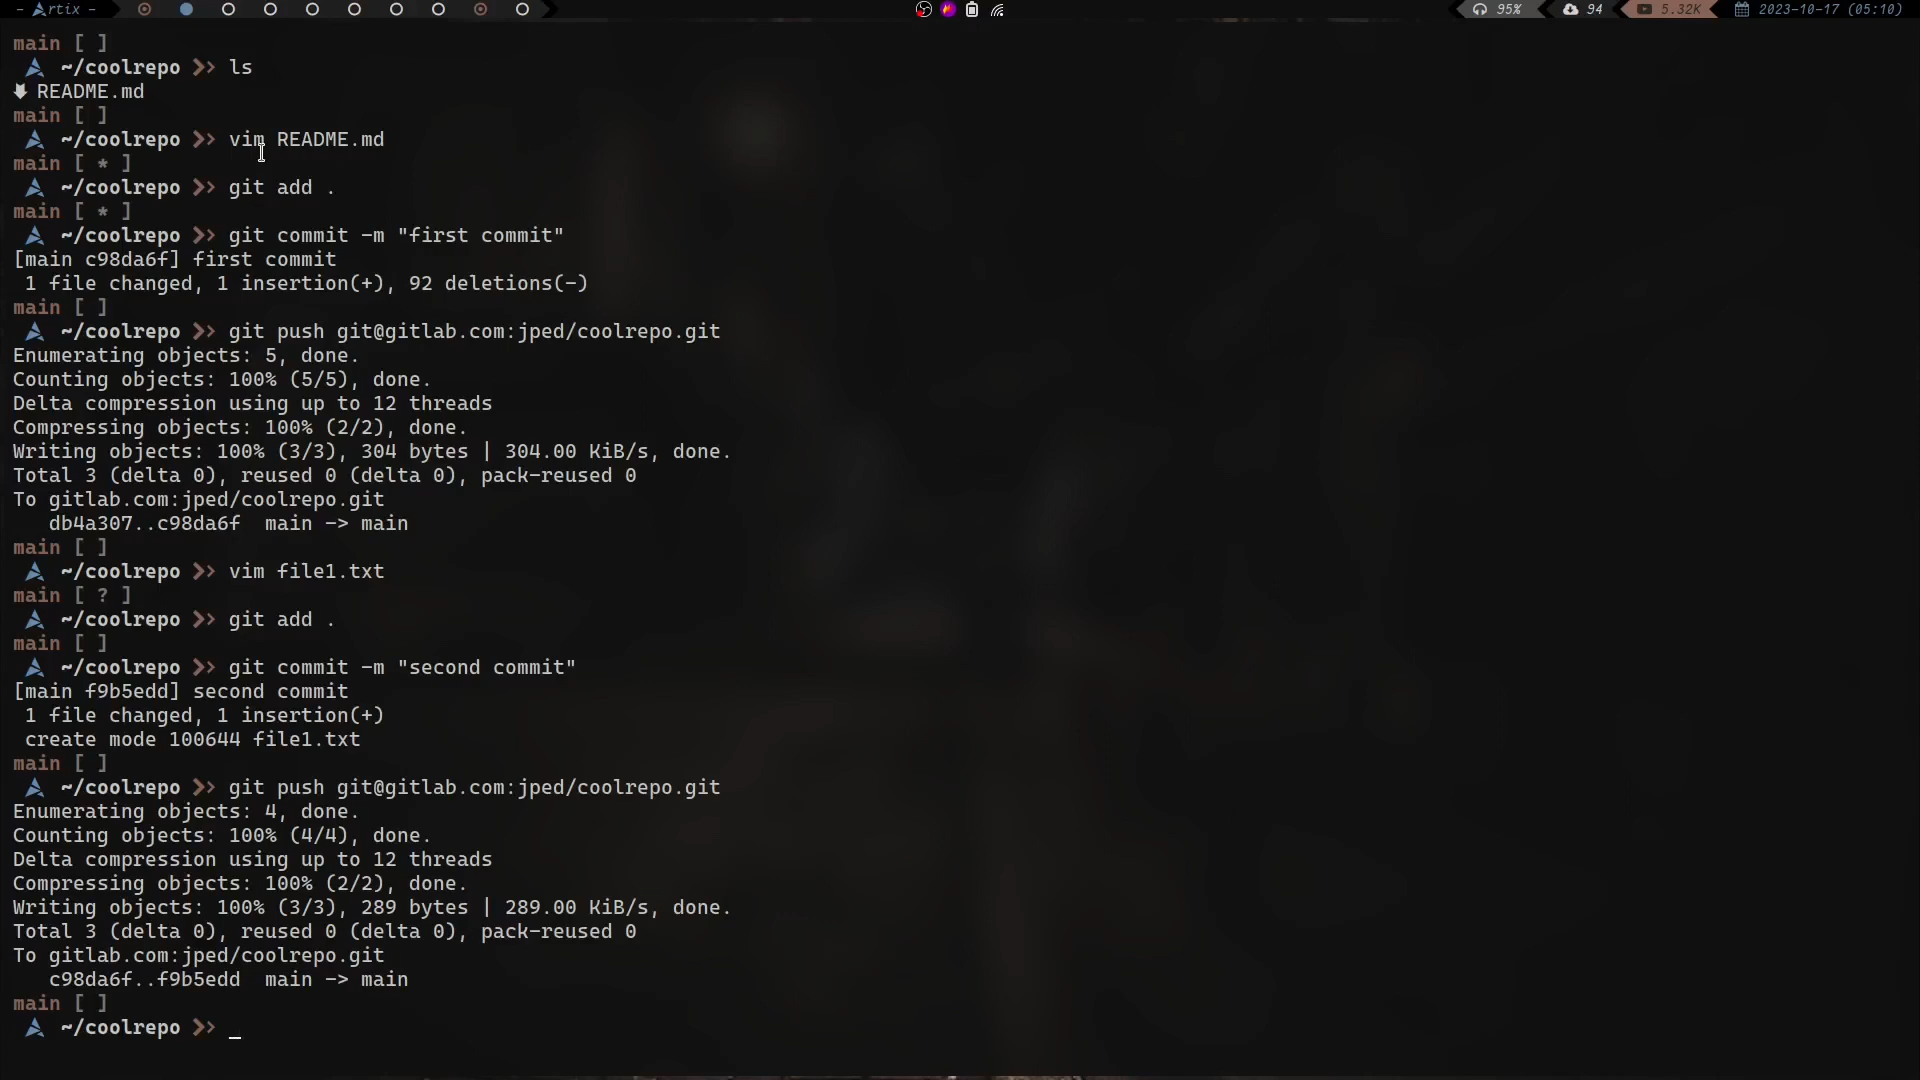 - Artix - 95% 94 5.32K 2023-10-17 (05:10)
main [ ]
~/coolrepo >> ls
README.md
main [ ]
~/coolrepo >> vim README.md
main [ * ]
~/coolrepo >> git add .
main [ * ]
~/coolrepo >> git commit -m "first commit"
[main c98da6f] first commit
1 file changed, 1 insertion(+), 92 deletions(-)
main [ ]
~/coolrepo >> git push git@gitlab.com:jped/coolrepo.git
Enumerating objects: 5, done.
Counting objects: 100% (5/5), done.
Delta compression using up to 12 threads
Compressing objects: 100% (2/2), done.
Writing objects: 100% (3/3), 304 bytes | 304.00 KiB/s, done.
Total 3 (delta 0), reused 0 (delta 0), pack-reused 0
To gitlab.com:jped/coolrepo.git
db4a307..c98da6f  main -> main
main [ ]
~/coolrepo >> vim file1.txt
main [ ? ]
~/coolrepo >> git add .
main [ ]
~/coolrepo >> git commit -m "second commit"
[main f9b5edd] second commit
1 file changed, 1 insertion(+)
create mode 100644 file1.txt
main [ ]
~/coolrepo >> git push git@gitlab.com:jped/coolrepo.git
Enumerating objects: 4, done.
Counting objects: 100% (4/4), done.
Delta compression using up to 12 threads
Compressing objects: 100% (2/2), done.
Writing objects: 100% (3/3), 289 bytes | 289.00 KiB/s, done.
Total 3 (delta 0), reused 0 (delta 0), pack-reused 0
To gitlab.com:jped/coolrepo.git
c98da6f..f9b5edd  main -> main
main [ ]
~/coolrepo >> _